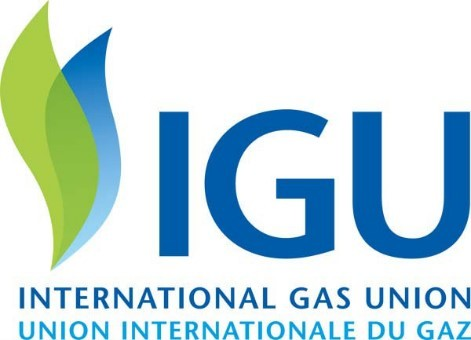 IGU
INTERNATIONAL GAS UNION
UNION INTERNATIONALE DU GAZ